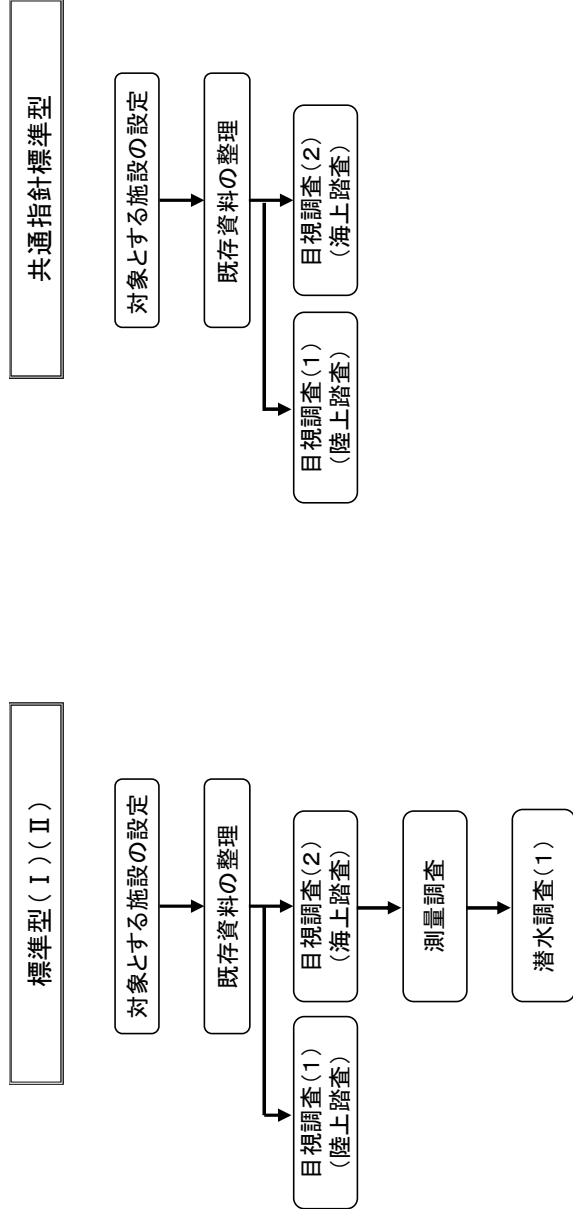 標準型(Ⅰ)(Ⅱ)
対象とする施設の設定
既存資料の整理
目視調査(1)
(陸上踏査)
目視調査(2)
(海上踏査)
測量調査
潜水調査(1)
共通指針標準型
対象とする施設の設定
既存資料の整理
目視調査(1)
(陸上踏査)
目視調査(2)
(海上踏査)